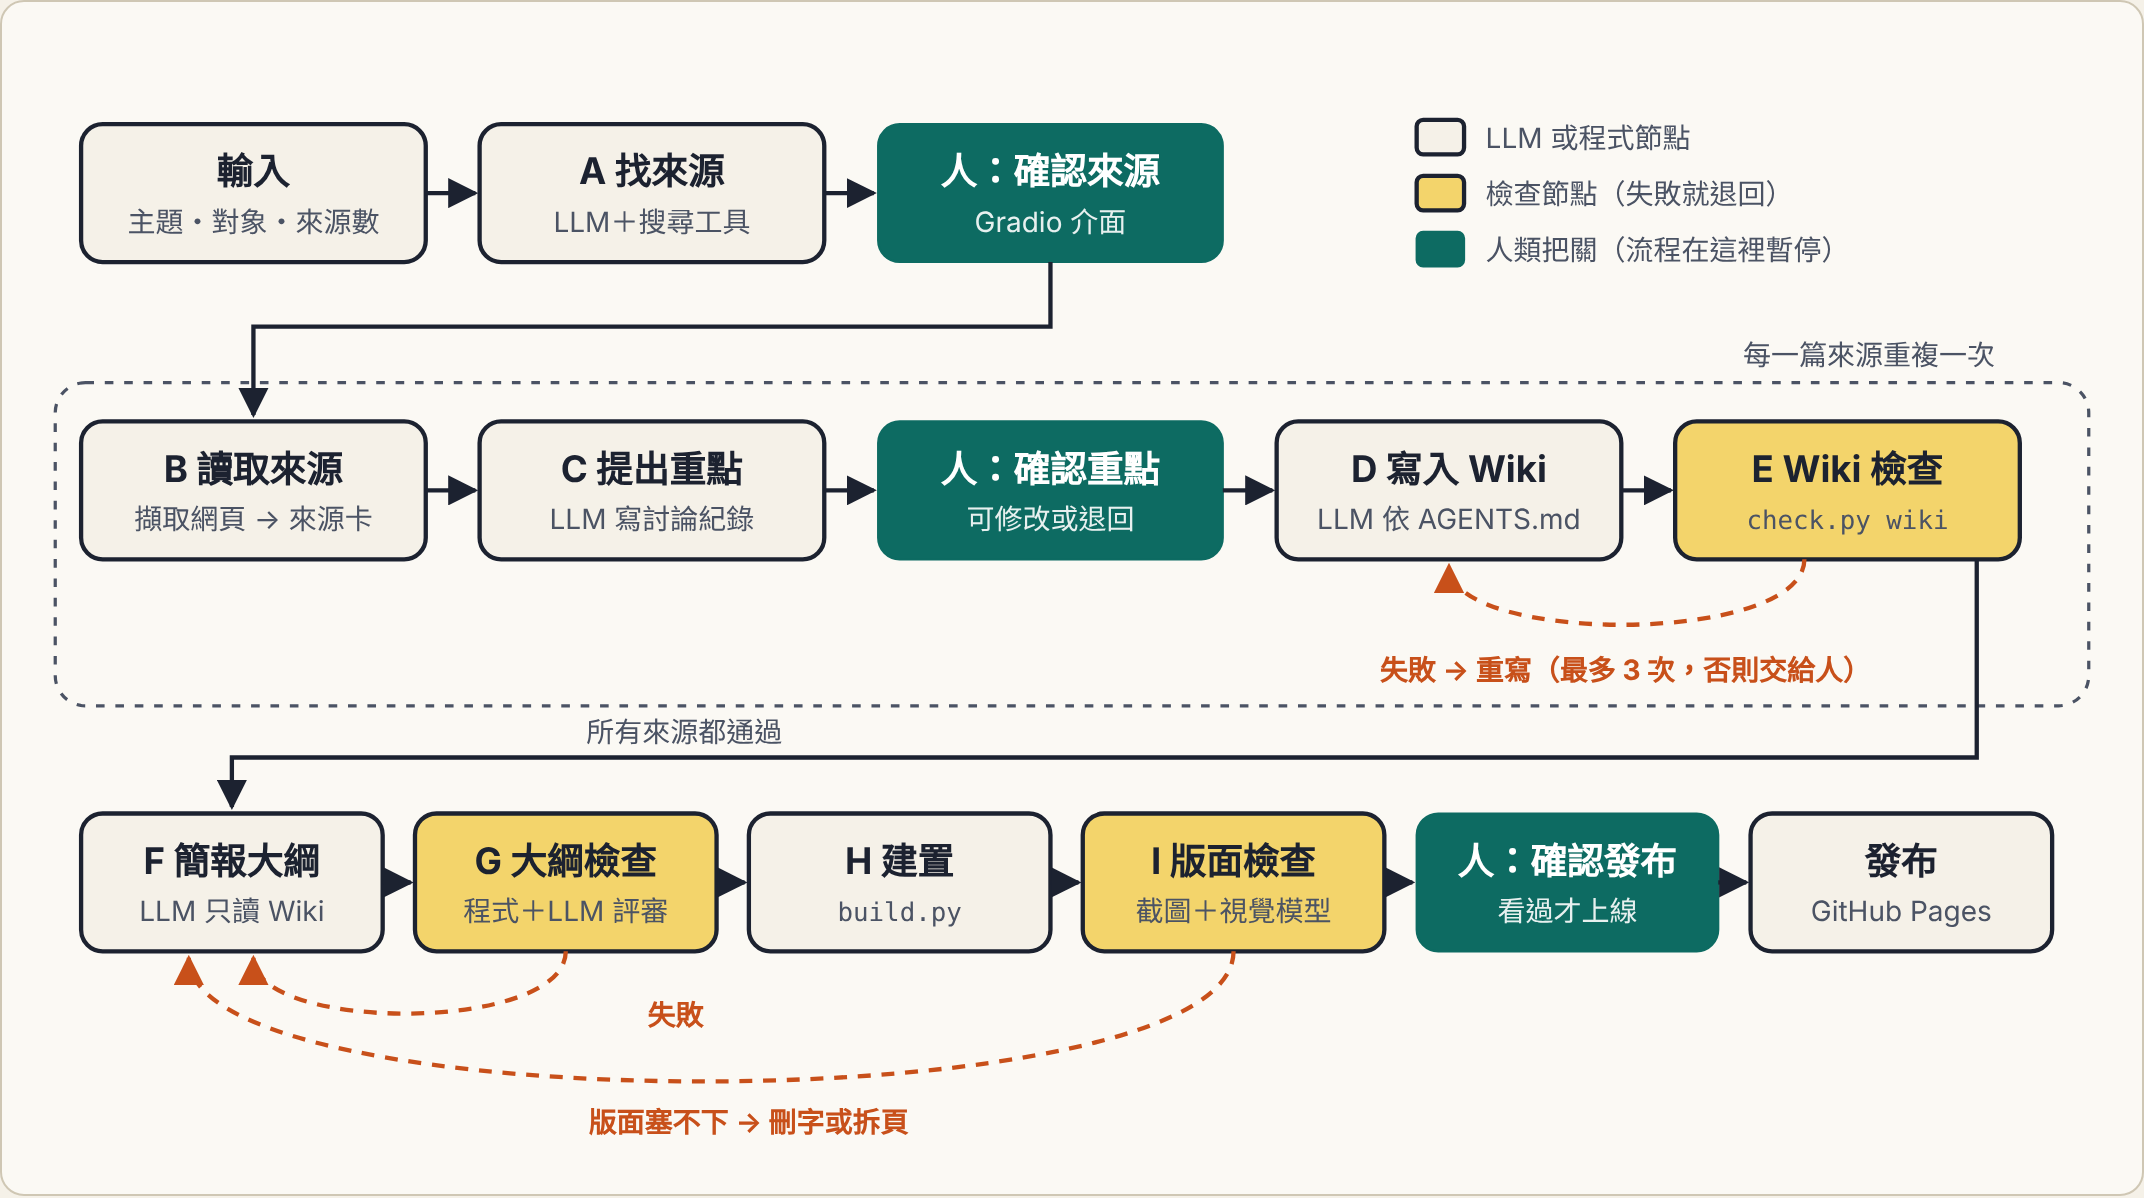 輸入
主題・對象・來源數
A 找來源
LLM＋搜尋工具
人：確認來源
Gradio 介面
LLM 或程式節點
檢查節點（失敗就退回）
人類把關（流程在這裡暫停）
每一篇來源重複一次
B 讀取來源
擷取網頁 → 來源卡
C 提出重點
LLM 寫討論紀錄
人：確認重點
可修改或退回
D 寫入 Wiki
LLM 依 AGENTS.md
E Wiki 檢查
check.py wiki
失敗 → 重寫（最多 3 次，否則交給人）
所有來源都通過
F 簡報大綱
LLM 只讀 Wiki
G 大綱檢查
程式＋LLM 評審
H 建置
build.py
I 版面檢查
截圖＋視覺模型
人：確認發布
看過才上線
發布
GitHub Pages
失敗
版面塞不下 → 刪字或拆頁